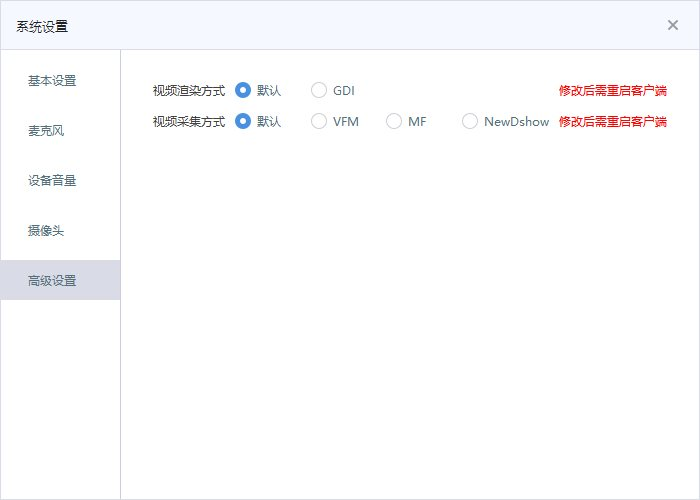 系统设置
基本设置
麦克风
设备音量
摄像头
高级设置
视频渲染方式 默认 GDI 修改后需重启客户端
视频采集方式 默认 VFM MF NewDshow 修改后需重启客户端